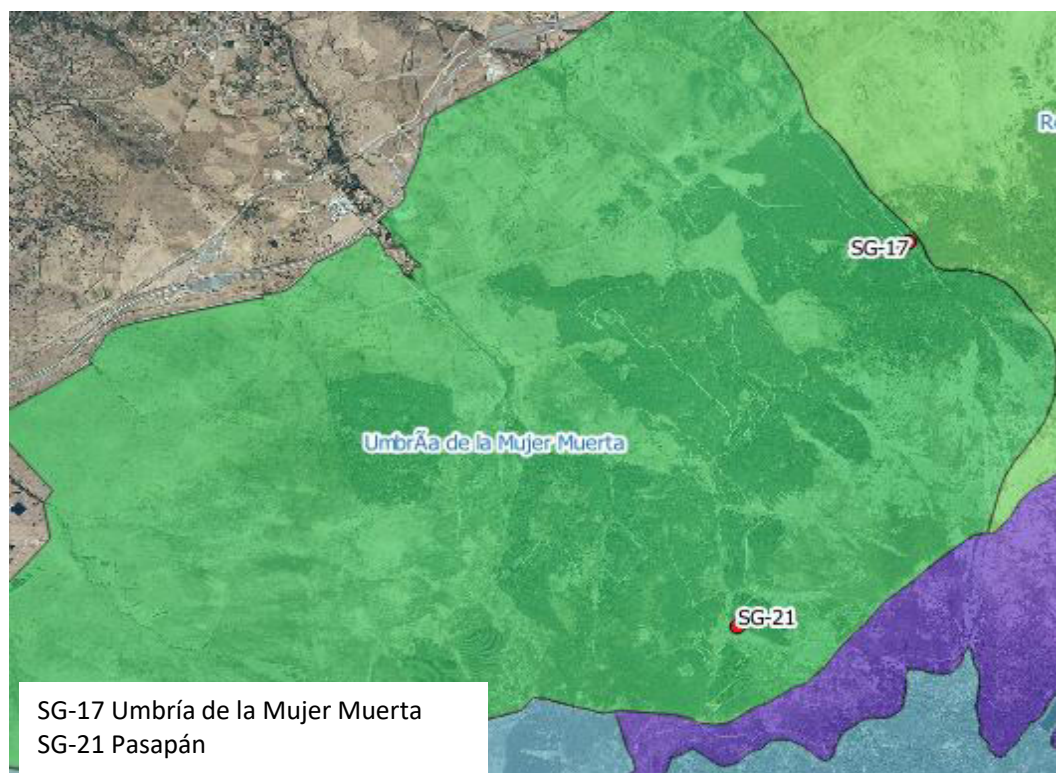 Re
SG-17
UmbrÃa de la Mujer Muerta
SG-21
SG-17 Umbría de la Mujer Muerta
SG-21 Pasapán